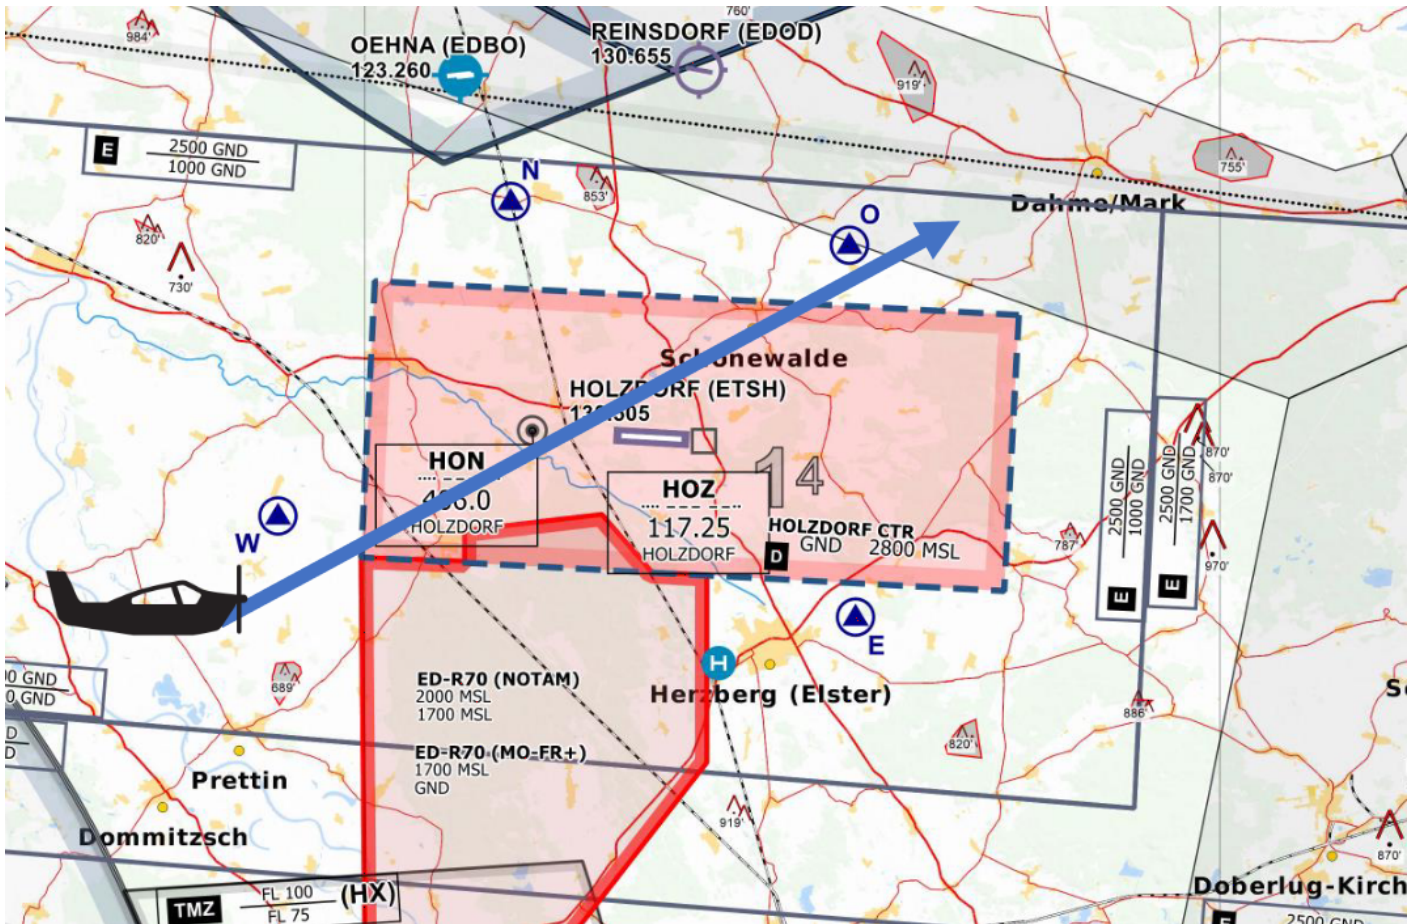 760'
984'
OEHNA (EDBO)
123.260
REINSDORF (EDOD)
130.655
919'
E
2500 GND
1000 GND
N
853'
755'
Dahme/Mark
O
820'
730'
Schönewalde
HOLZDORF (ETSH)
HON
HOLZDORF
14
HOZ
117.25
HOLZDORF
HOLZDORF CTR
GND 2800 MSL
D
W
E
2500 GND
1000 GND
E
2500 GND
1700 GND
E
870'
870'
787'
970'
689'
0 GND
0 GND
D
D
H
Herzberg (Elster)
ED-R70 (NOTAM)
2000 MSL
1700 MSL
ED-R70 (MO-FR+)
1700 MSL
GND
886'
820'
919'
Prettin
Dommitzsch
870'
Doberlug-Kirch
TMZ
FL 100
FL 75
(HX)
E
2500 GND